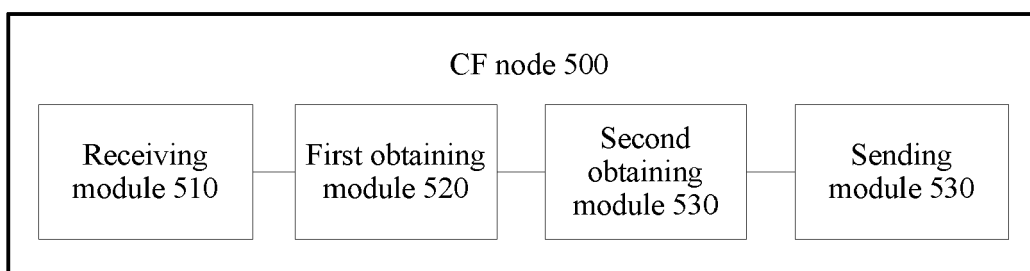 CF node 500
Receiving
module 510
First obtaining
module 520
Second
obtaining
module 530
Sending
module 530